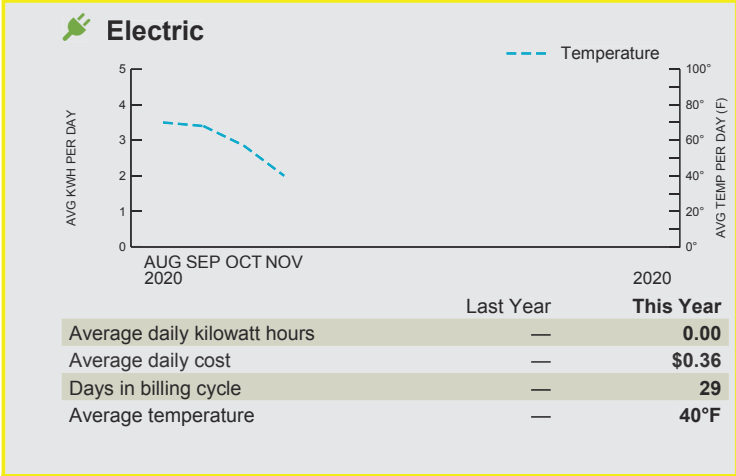 Electric
Temperature
5
4
3
2
1
0
AVG KWH PER DAY
100°
80°
60°
40°
20°
0°
AVG TEMP PER DAY (F)
AUG SEP OCT NOV
2020 2020
Last Year This Year
Average daily kilowatt hours — 0.00
Average daily cost — $0.36
Days in billing cycle — 29
Average temperature — 40°F